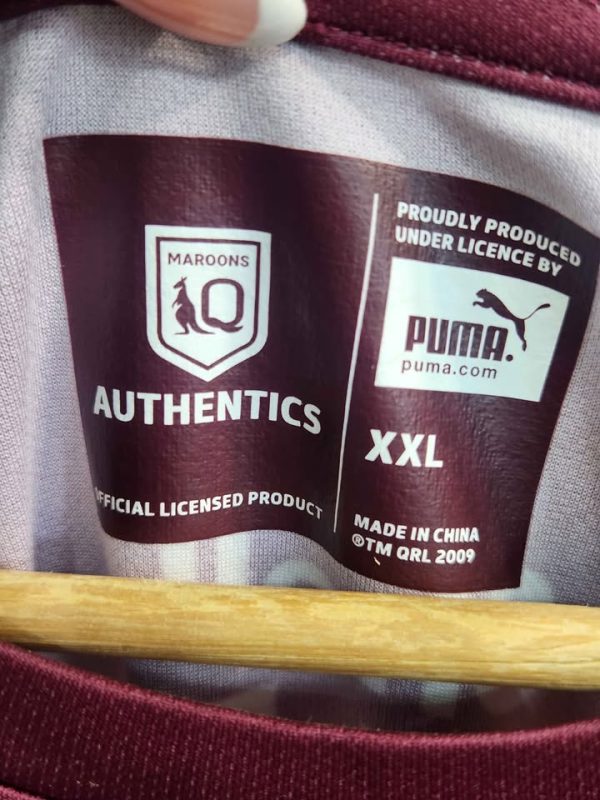 MAROONS
Q
AUTHENTICS
OFFICIAL LICENSED PRODUCT
PROUDLY PRODUCED
UNDER LICENCE BY
PUMA.
puma.com
XXL
MADE IN CHINA
®TM QRL 2009